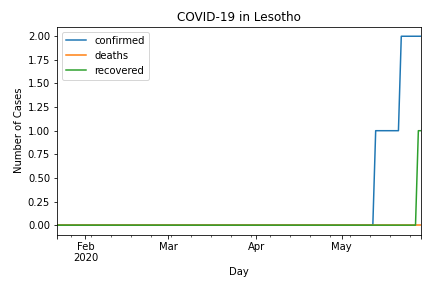 COVID-19 in Lesotho
confirmed
deaths
recovered
Number of Cases
2.00
1.75
1.50
1.25
1.00
0.75
0.50
0.25
0.00
Feb Mar Apr May
2020
Day